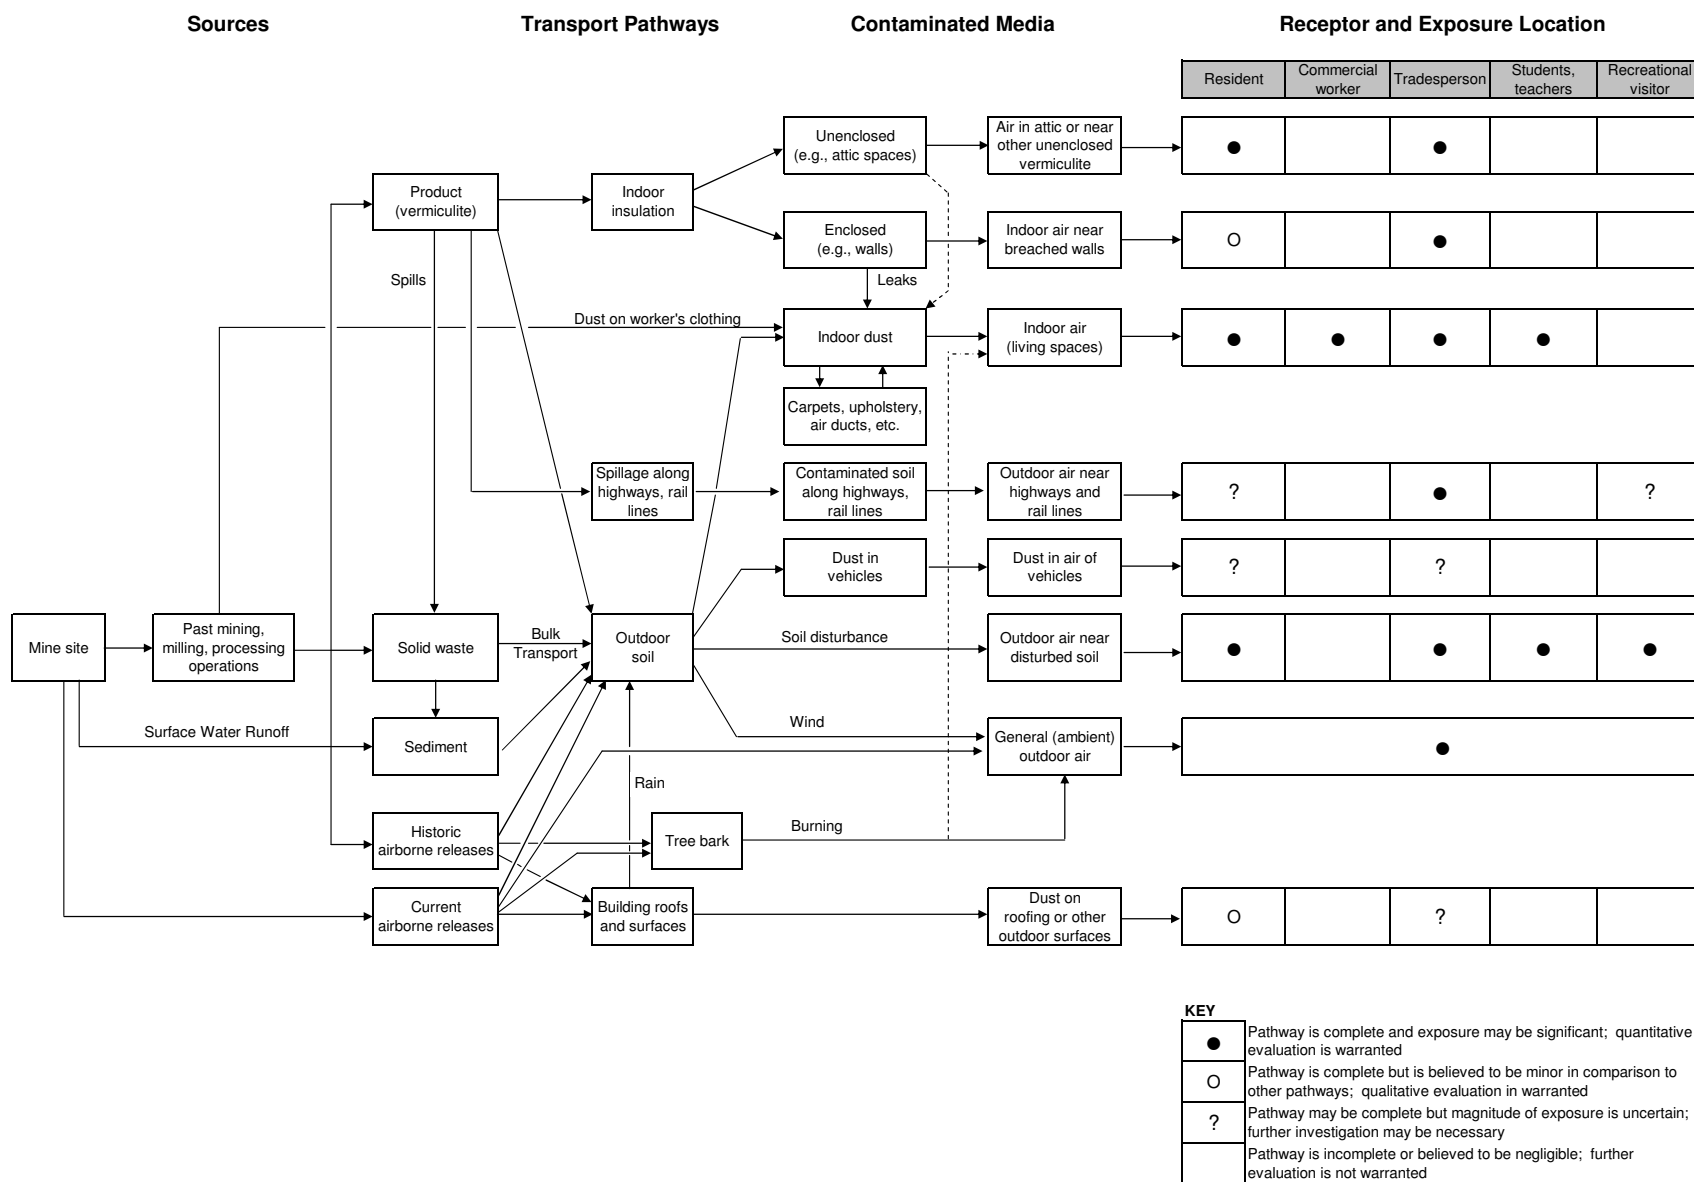 Sources
Transport Pathways
Contaminated Media
Receptor and Exposure Location
Resident
Commercial
worker
Tradesperson
Students,
teachers
Recreational
visitor
Unenclosed
(e.g., attic spaces)
Air in attic or near
other unenclosed
vermiculite
●
●
Product
(vermiculite)
Indoor
insulation
Enclosed
(e.g., walls)
Indoor air near
breached walls
O
●
Spills
Leaks
Dust on worker's clothing
Indoor dust
Indoor air
(living spaces)
●
●
●
●
Carpets, upholstery,
air ducts, etc.
Spillage along
highways, rail
lines
Contaminated soil
along highways,
rail lines
Outdoor air near
highways and
rail lines
?
●
?
Dust in
vehicles
Dust in air of
vehicles
?
?
Mine site
Past mining,
milling, processing
operations
Solid waste
Bulk
Transport
Outdoor
soil
Soil disturbance
Outdoor air near
disturbed soil
●
●
●
●
Surface Water Runoff
Sediment
Wind
General (ambient)
outdoor air
●
Rain
Historic
airborne releases
Tree bark
Burning
Current
airborne releases
Building roofs
and surfaces
Dust on
roofing or other
outdoor surfaces
O
?
KEY
●
Pathway is complete and exposure may be significant; quantitative
evaluation is warranted
O
Pathway is complete but is believed to be minor in comparison to
other pathways; qualitative evaluation in warranted
?
Pathway may be complete but magnitude of exposure is uncertain;
further investigation may be necessary
Pathway is incomplete or believed to be negligible; further
evaluation is not warranted